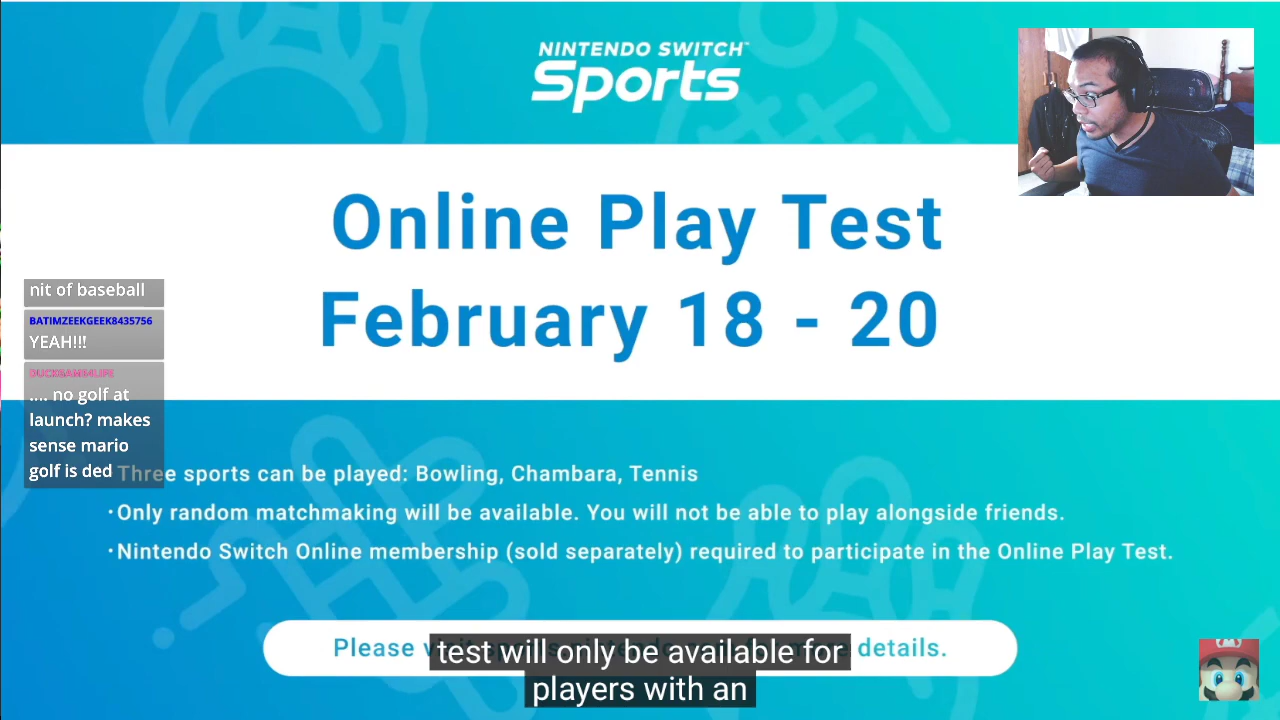 NINTENDO SWITCH™
Sports
Online Play Test
February 18 - 20
nit of baseball
BATIMZEEKGEEK8435756
YEAH!!!
.... no golf at
launch? makes
sense mario
golf is ded
Three sports can be played: Bowling, Chambara, Tennis
・Only random matchmaking will be available. You will not be able to play alongside friends.
・Nintendo Switch Online membership (sold separately) required to participate in the Online Play Test.
Please details.
test will only be available for
players with an